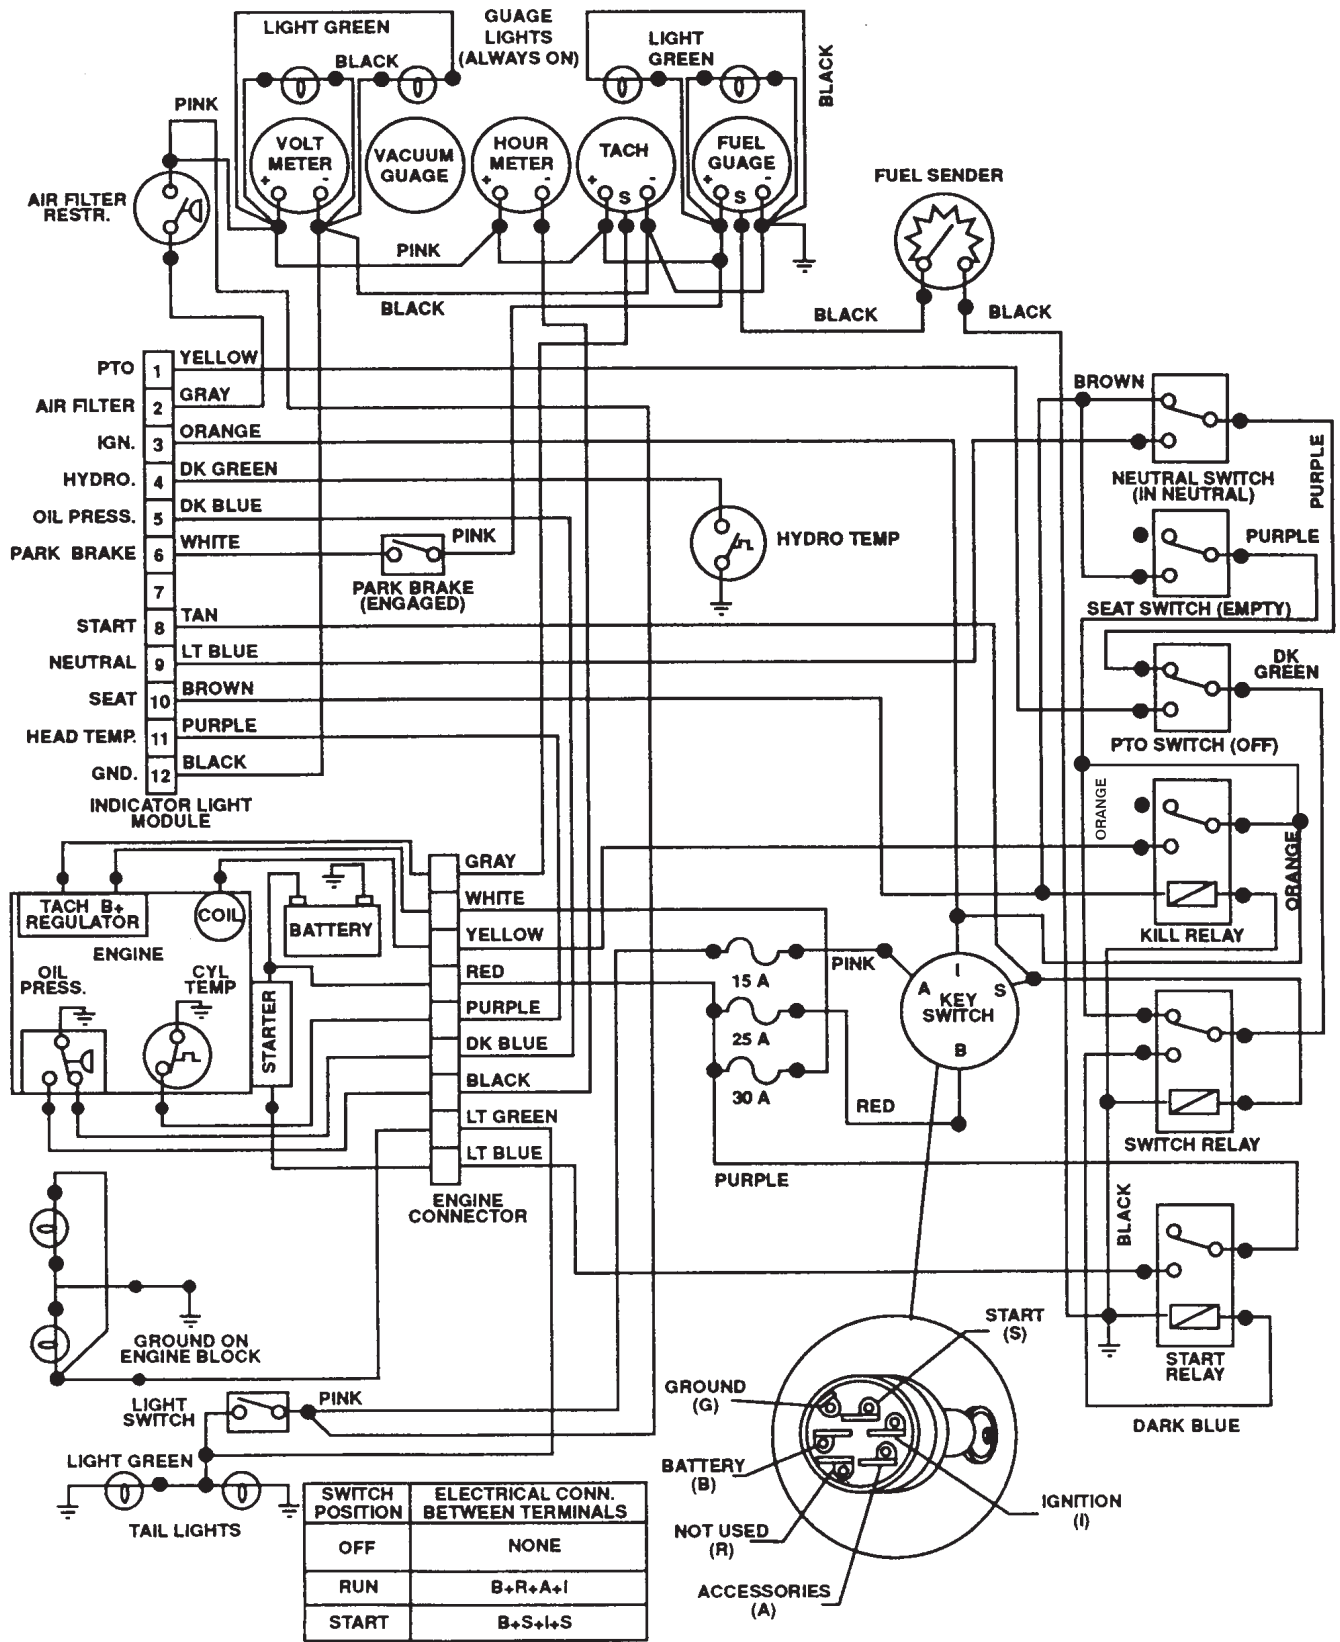 LIGHT GREEN
GUAGE
LIGHTS
(ALWAYS ON)
LIGHT
GREEN
BLACK
BLACK
PINK
VOLT
METER
+ -
VACUUM
GUAGE
HOUR
METER
+ -
TACH
+ S -
FUEL
GUAGE
+ S -
FUEL SENDER
AIR FILTER
RESTR.
PINK
BLACK
BLACK
BLACK
PTO 1 YELLOW
AIR FILTER 2 GRAY
IGN. 3 ORANGE
HYDRO. 4 DK GREEN
OIL PRESS. 5 DK BLUE
PARK BRAKE 6 WHITE
7
START 8 TAN
NEUTRAL 9 LT BLUE
SEAT 10 BROWN
HEAD TEMP. 11 PURPLE
GND. 12 BLACK
INDICATOR LIGHT
MODULE
PINK
PARK BRAKE
(ENGAGED)
HYDRO TEMP
BROWN
NEUTRAL SWITCH
(IN NEUTRAL)
PURPLE
PURPLE
SEAT SWITCH (EMPTY)
DK
GREEN
PTO SWITCH (OFF)
ORANGE
ORANGE
KILL RELAY
SWITCH RELAY
BLACK
START
RELAY
DARK BLUE
TACH B+
REGULATOR
COIL
ENGINE
OIL
PRESS.
CYL
TEMP
BATTERY
STARTER
GRAY
WHITE
YELLOW
RED
PURPLE
DK BLUE
BLACK
LT GREEN
LT BLUE
ENGINE
CONNECTOR
15 A
25 A
30 A
PINK
I
A S
KEY
SWITCH
B
RED
PURPLE
GROUND ON
ENGINE BLOCK
LIGHT
SWITCH
PINK
LIGHT GREEN
TAIL LIGHTS
START
(S)
GROUND
(G)
BATTERY
(B)
NOT USED
(R)
ACCESSORIES
(A)
IGNITION
(I)
SWITCH
POSITION
ELECTRICAL CONN.
BETWEEN TERMINALS
OFF NONE
RUN B+R+A+I
START B+S+I+S